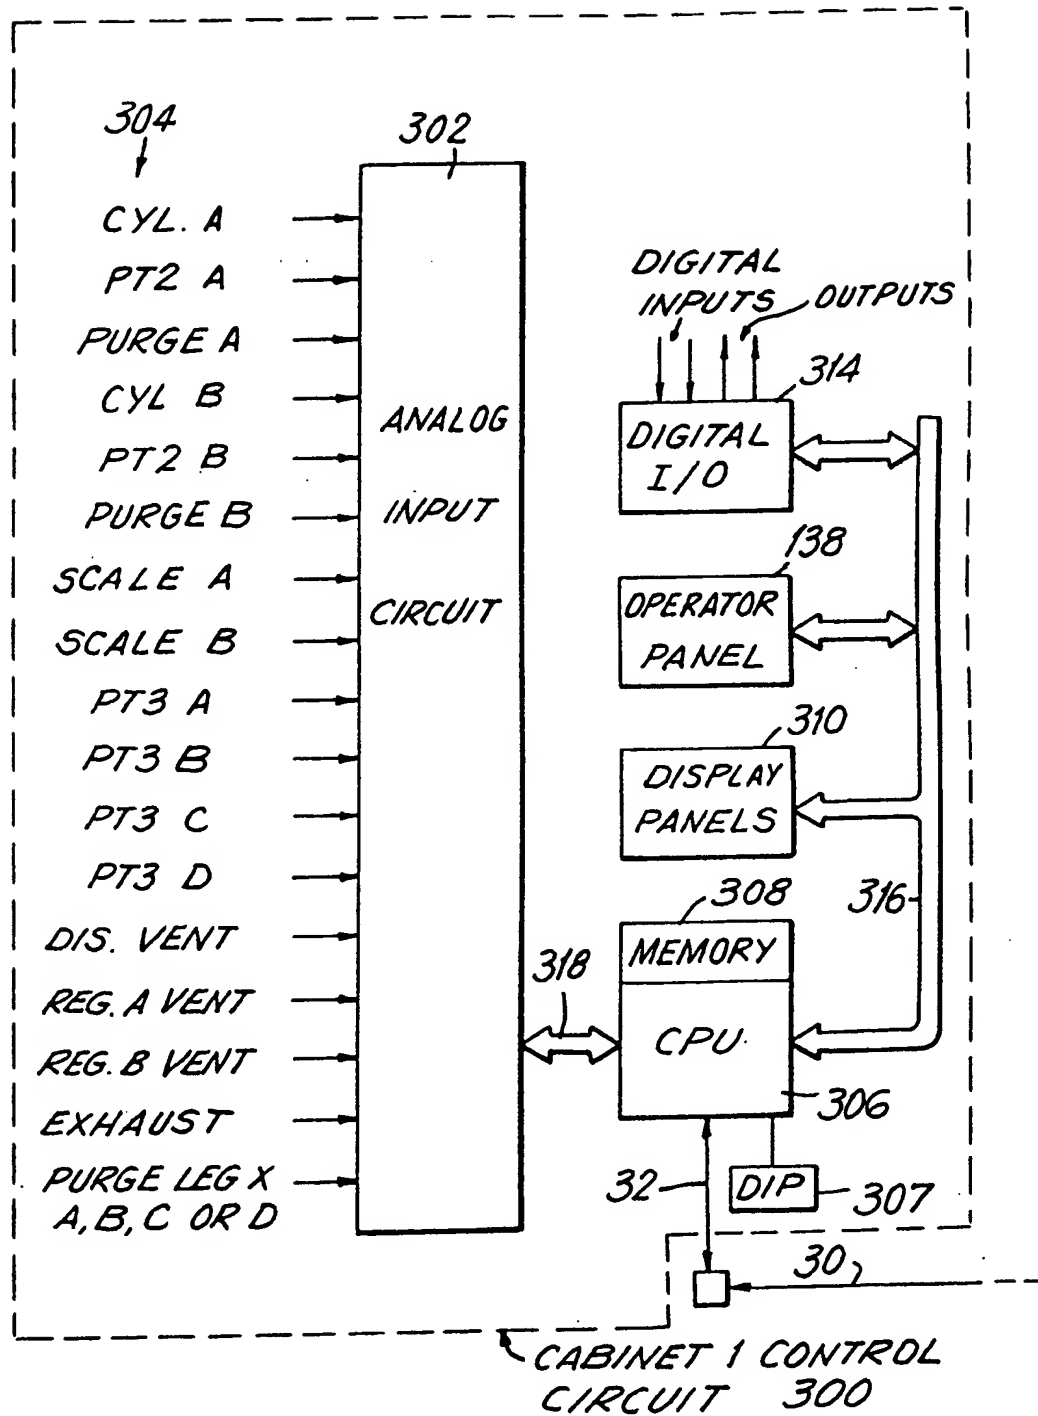 304
CYL. A
PT2 A
PURGE A
CYL B
PT2 B
PURGE B
SCALE A
SCALE B
PT3 A
PT3 B
PT3 C
PT3 D
DIS. VENT
REG. A VENT
REG. B VENT
EXHAUST
PURGE LEG X
A, B, C OR D
302
ANALOG
INPUT
CIRCUIT
DIGITAL
INPUTS
OUTPUTS
314
DIGITAL
I/O
138
OPERATOR
PANEL
310
DISPLAY
PANELS
316
308
MEMORY
318
CPU
306
32
DIP
307
30
CABINET 1 CONTROL
CIRCUIT 300